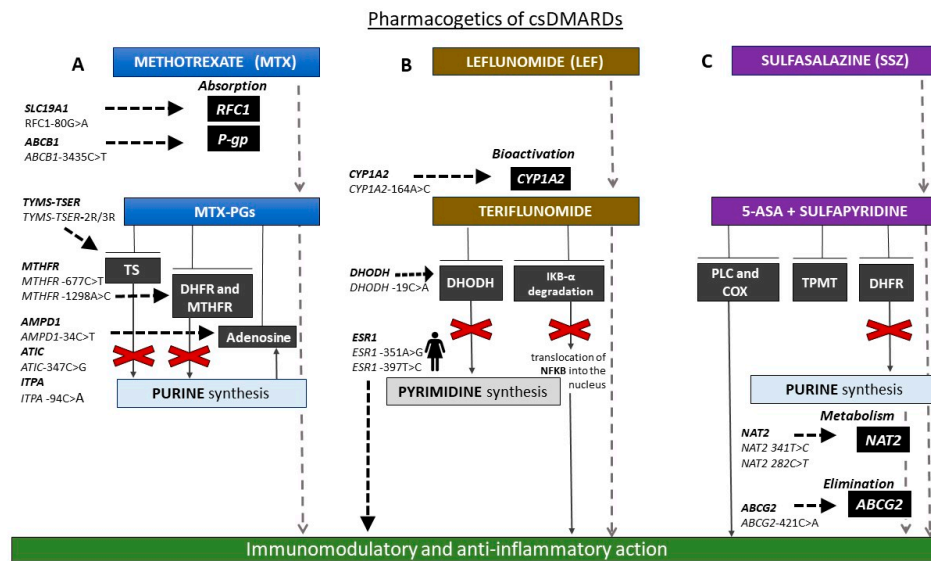 Pharmacogetics of csDMARDs
A
METHOTREXATE (MTX)
Absorption
SLC19A1
RFC1-80G>A
RFC1
ABCB1
ABCB1-3435C>T
P-gp
TYMS-TSER
TYMS-TSER-2R/3R
MTX-PGs
TS
MTHFR
MTHFR-677C>T
MTHFR-1298A>C
DHFR and
MTHFR
AMPD1
AMPD1-34C>T
Adenosine
ATIC
ATIC-347C>G
ITPA
ITPA -94C>A
PURINE synthesis
B
LEFLUNOMIDE (LEF)
Bioactivation
CYP1A2
CYP1A2-164A>C
CYP1A2
TERIFLUNOMIDE
DHODH
DHODH -19C>A
DHODH
IKB-α
degradation
ESR1
ESR1 -351A>G
ESR1 -397T>C
translocation of
NFKB into the
nucleus
PYRIMIDINE synthesis
C
SULFASALAZINE (SSZ)
5-ASA + SULFAPYRIDINE
PLC and
COX
TPMT
DHFR
PURINE synthesis
Metabolism
NAT2
NAT2 341T>C
NAT2 282C>T
NAT2
Elimination
ABCG2
ABCG2-421C>A
ABCG2
Immunomodulatory and anti-inflammatory action